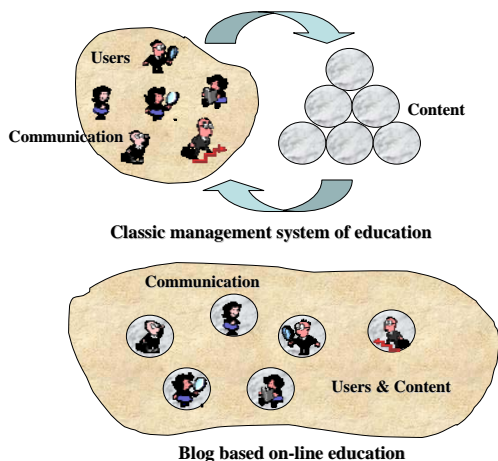 Users
Communication
Content
Classic management system of education
Communication
Users & Content
Blog based on-line education